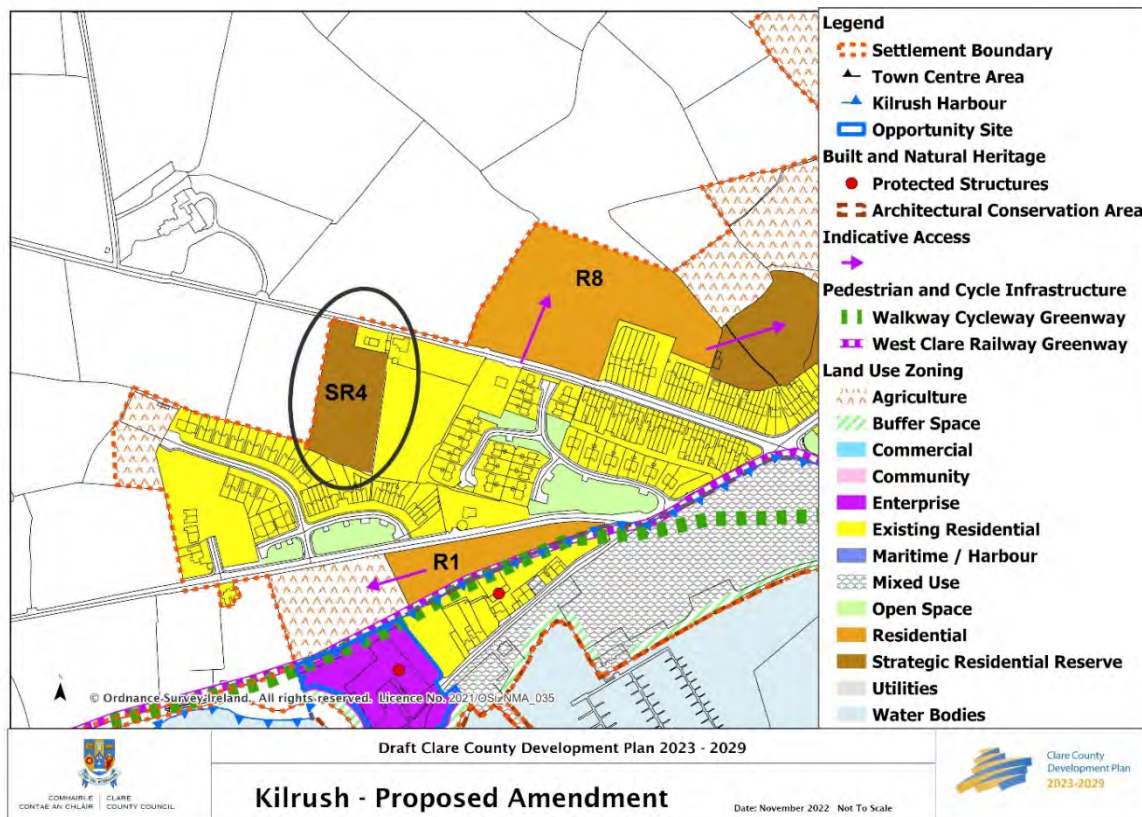 Legend
Settlement Boundary
Town Centre Area
Kilrush Harbour
Opportunity Site
Built and Natural Heritage
Protected Structures
Architectural Conservation Area
Indicative Access
Pedestrian and Cycle Infrastructure
Walkway Cycleway Greenway
West Clare Railway Greenway
Land Use Zoning
Agriculture
Buffer Space
Commercial
Community
Enterprise
Existing Residential
Maritime / Harbour
Mixed Use
Open Space
Residential
Strategic Residential Reserve
Utilities
Water Bodies
R8
SR4
R1
© Ordnance Survey Ireland. All rights reserved. Licence No. 2021/OSi_NMA_035
COMHAIRLE CLARE
CONTAE AN CHLÁIR COUNTY COUNCIL
Draft Clare County Development Plan 2023 - 2029
Kilrush - Proposed Amendment
Date: November 2022 Not To Scale
Clare County
Development Plan
2023-2029